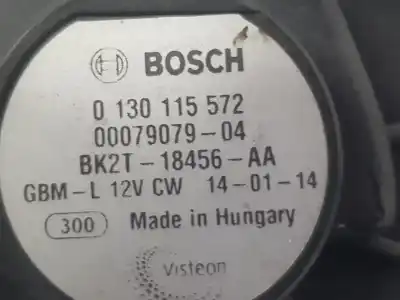 BOSCH
0 130 115 572
00079079-04
BK2T-18456-AA
GBM-L 12V CW 14-01-14
300 Made in Hungary
Visteon